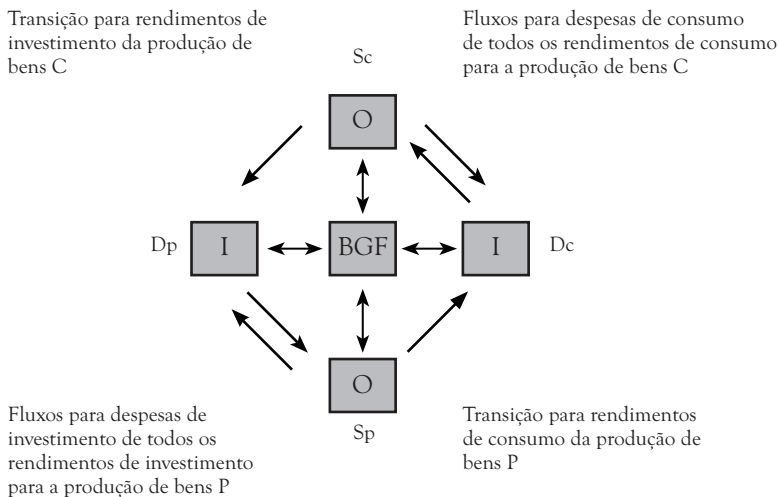 Transição para rendimentos de
investimento da produção de
bens C
Fluxos para despesas de consumo
de todos os rendimentos de consumo
para a produção de bens C
Sc
O
Dp
I
BGF
I
Dc
O
Sp
Fluxos para despesas de
investimento de todos os
rendimentos de investimento
para a produção de bens P
Transição para rendimentos
de consumo da produção de
bens P